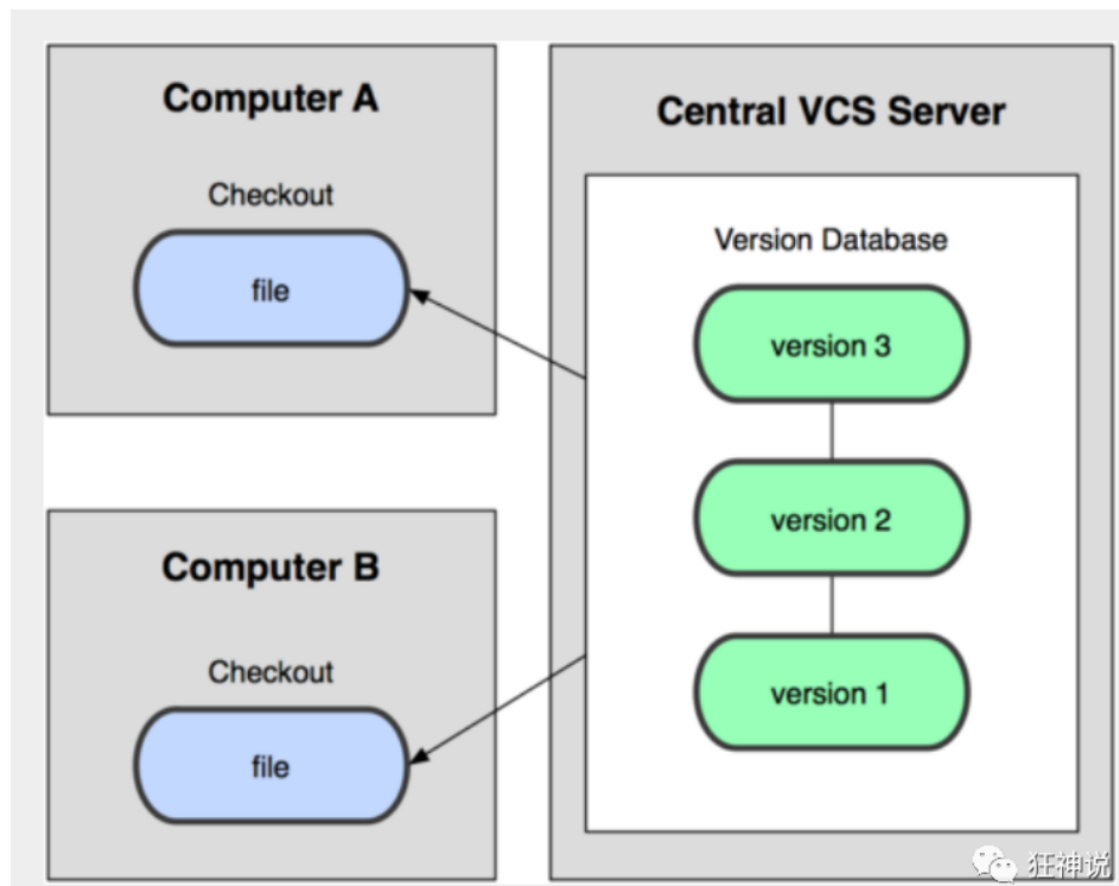 Computer A
Checkout
file
Computer B
Checkout
file
Central VCS Server
Version Database
version 3
version 2
version 1
狂神说